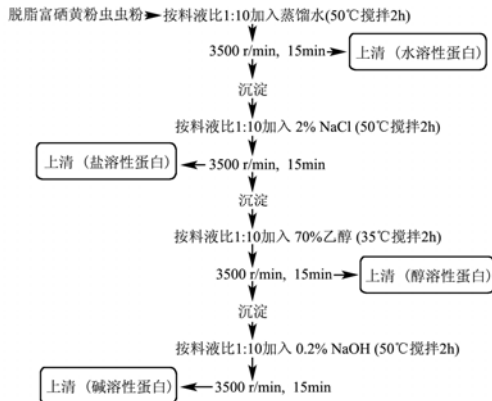 脱脂富硒黄粉虫虫粉 按料液比1:10加入蒸馏水(50℃搅拌2h)
3500 r/min, 15min 上清（水溶性蛋白）
沉淀
按料液比1:10加入 2% NaCl (50℃搅拌2h)
上清（盐溶性蛋白） 3500 r/min, 15min
沉淀
按料液比1:10加入 70%乙醇 (35℃搅拌2h)
3500 r/min, 15min 上清（醇溶性蛋白）
沉淀
按料液比1:10加入 0.2% NaOH (50℃搅拌2h)
上清（碱溶性蛋白） 3500 r/min, 15min